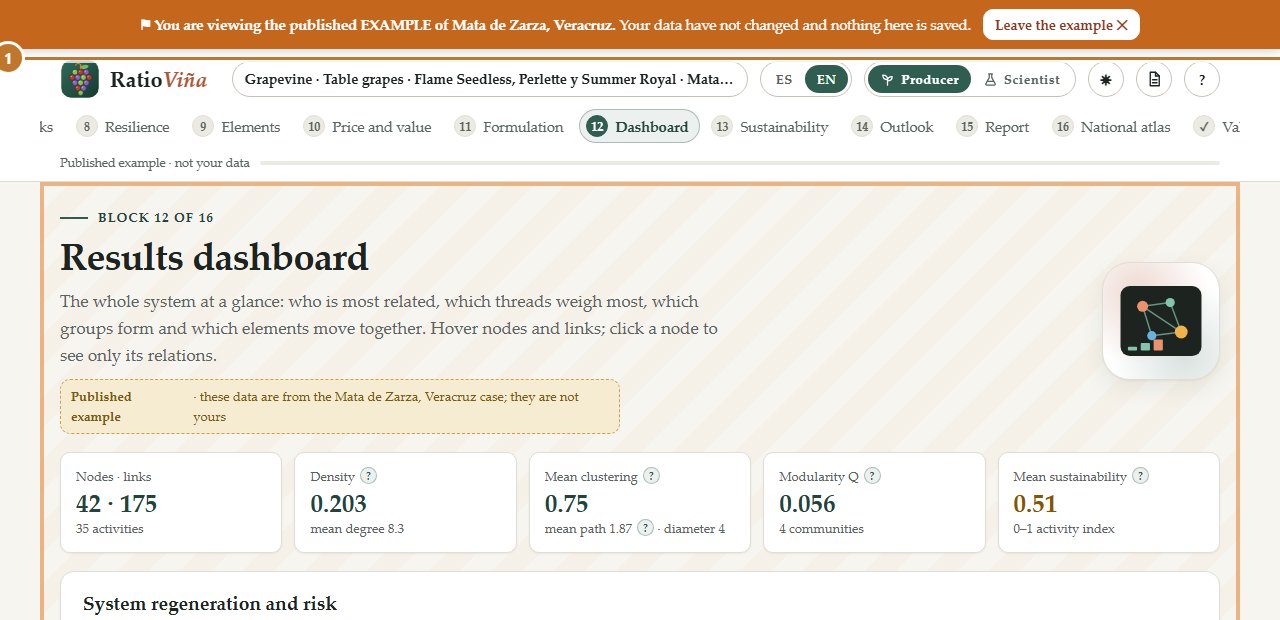 ⚑ You are viewing the published EXAMPLE of Mata de Zarza, Veracruz. Your data have not changed and nothing here is saved. Leave the example ✕
1
RatioViña Grapevine · Table grapes · Flame Seedless, Perlette y Summer Royal · Mata... ES EN Producer Scientist ?
ks 8 Resilience 9 Elements 10 Price and value 11 Formulation 12 Dashboard 13 Sustainability 14 Outlook 15 Report 16 National atlas ✓ Va
Published example · not your data
BLOCK 12 OF 16
Results dashboard
The whole system at a glance: who is most related, which threads weigh most, which
groups form and which elements move together. Hover nodes and links; click a node to
see only its relations.
Published example · these data are from the Mata de Zarza, Veracruz case; they are not yours
Nodes · links
42 · 175
35 activities
Density ?
0.203
mean degree 8.3
Mean clustering ?
0.75
mean path 1.87 ? · diameter 4
Modularity Q ?
0.056
4 communities
Mean sustainability ?
0.51
0–1 activity index
System regeneration and risk